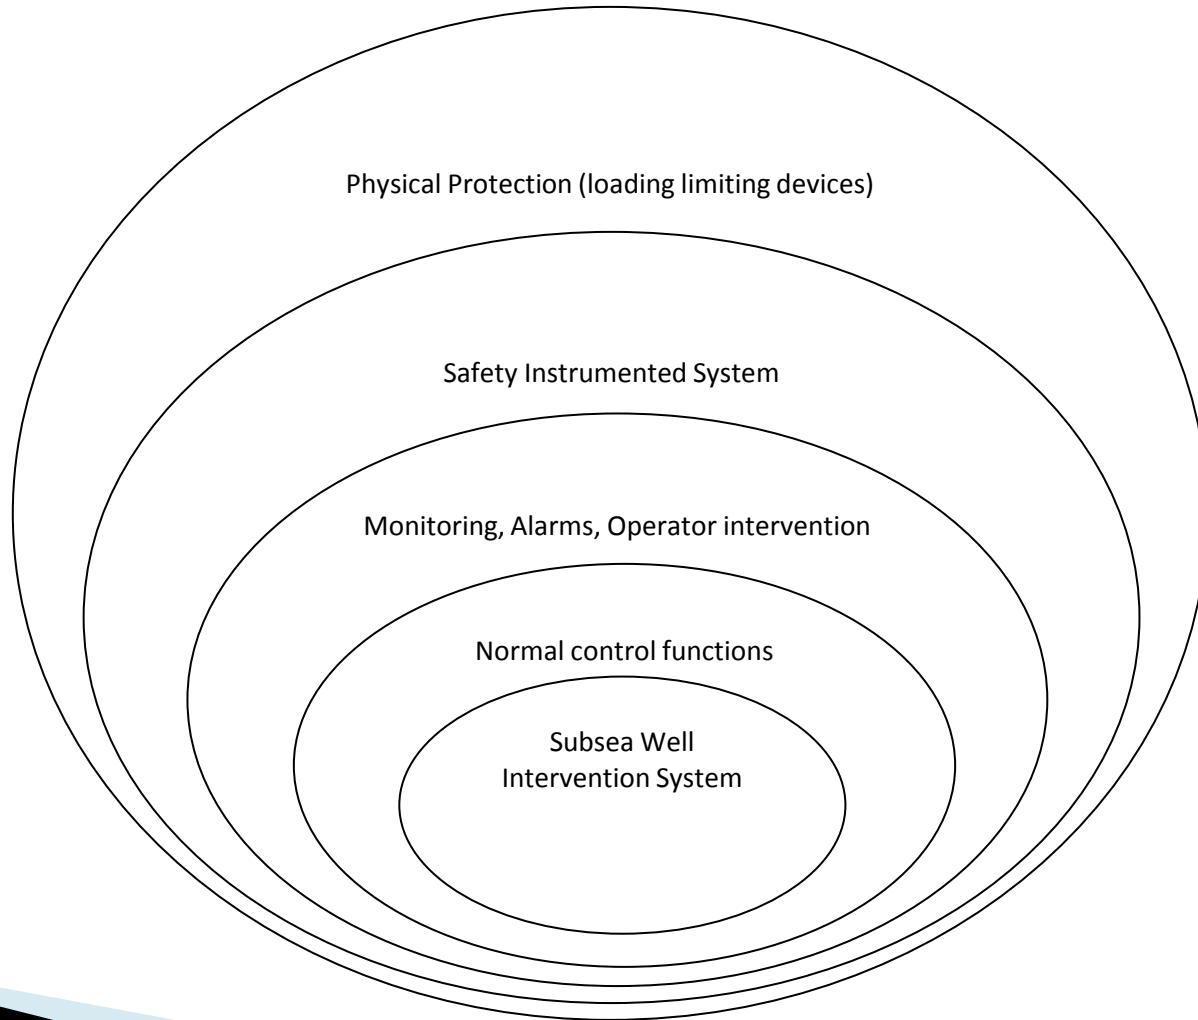 Physical Protection (loading limiting devices)
Safety Instrumented System
Monitoring, Alarms, Operator intervention
Normal control functions
Subsea Well
Intervention System